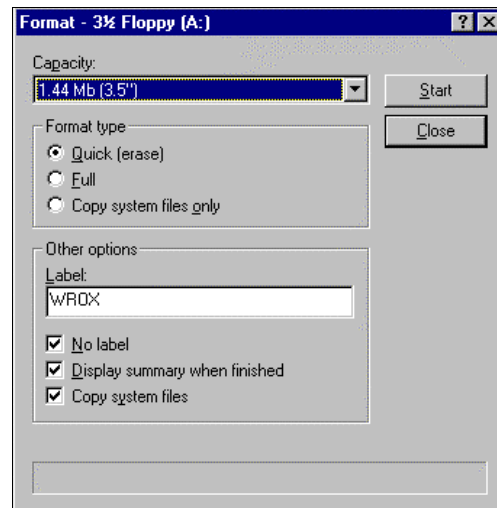 Format - 3½ Floppy (A:)
Capacity:
1.44 Mb (3.5")
Start
Close
Format type
Quick (erase)
Full
Copy system files only
Other options
Label:
WROX
No label
Display summary when finished
Copy system files